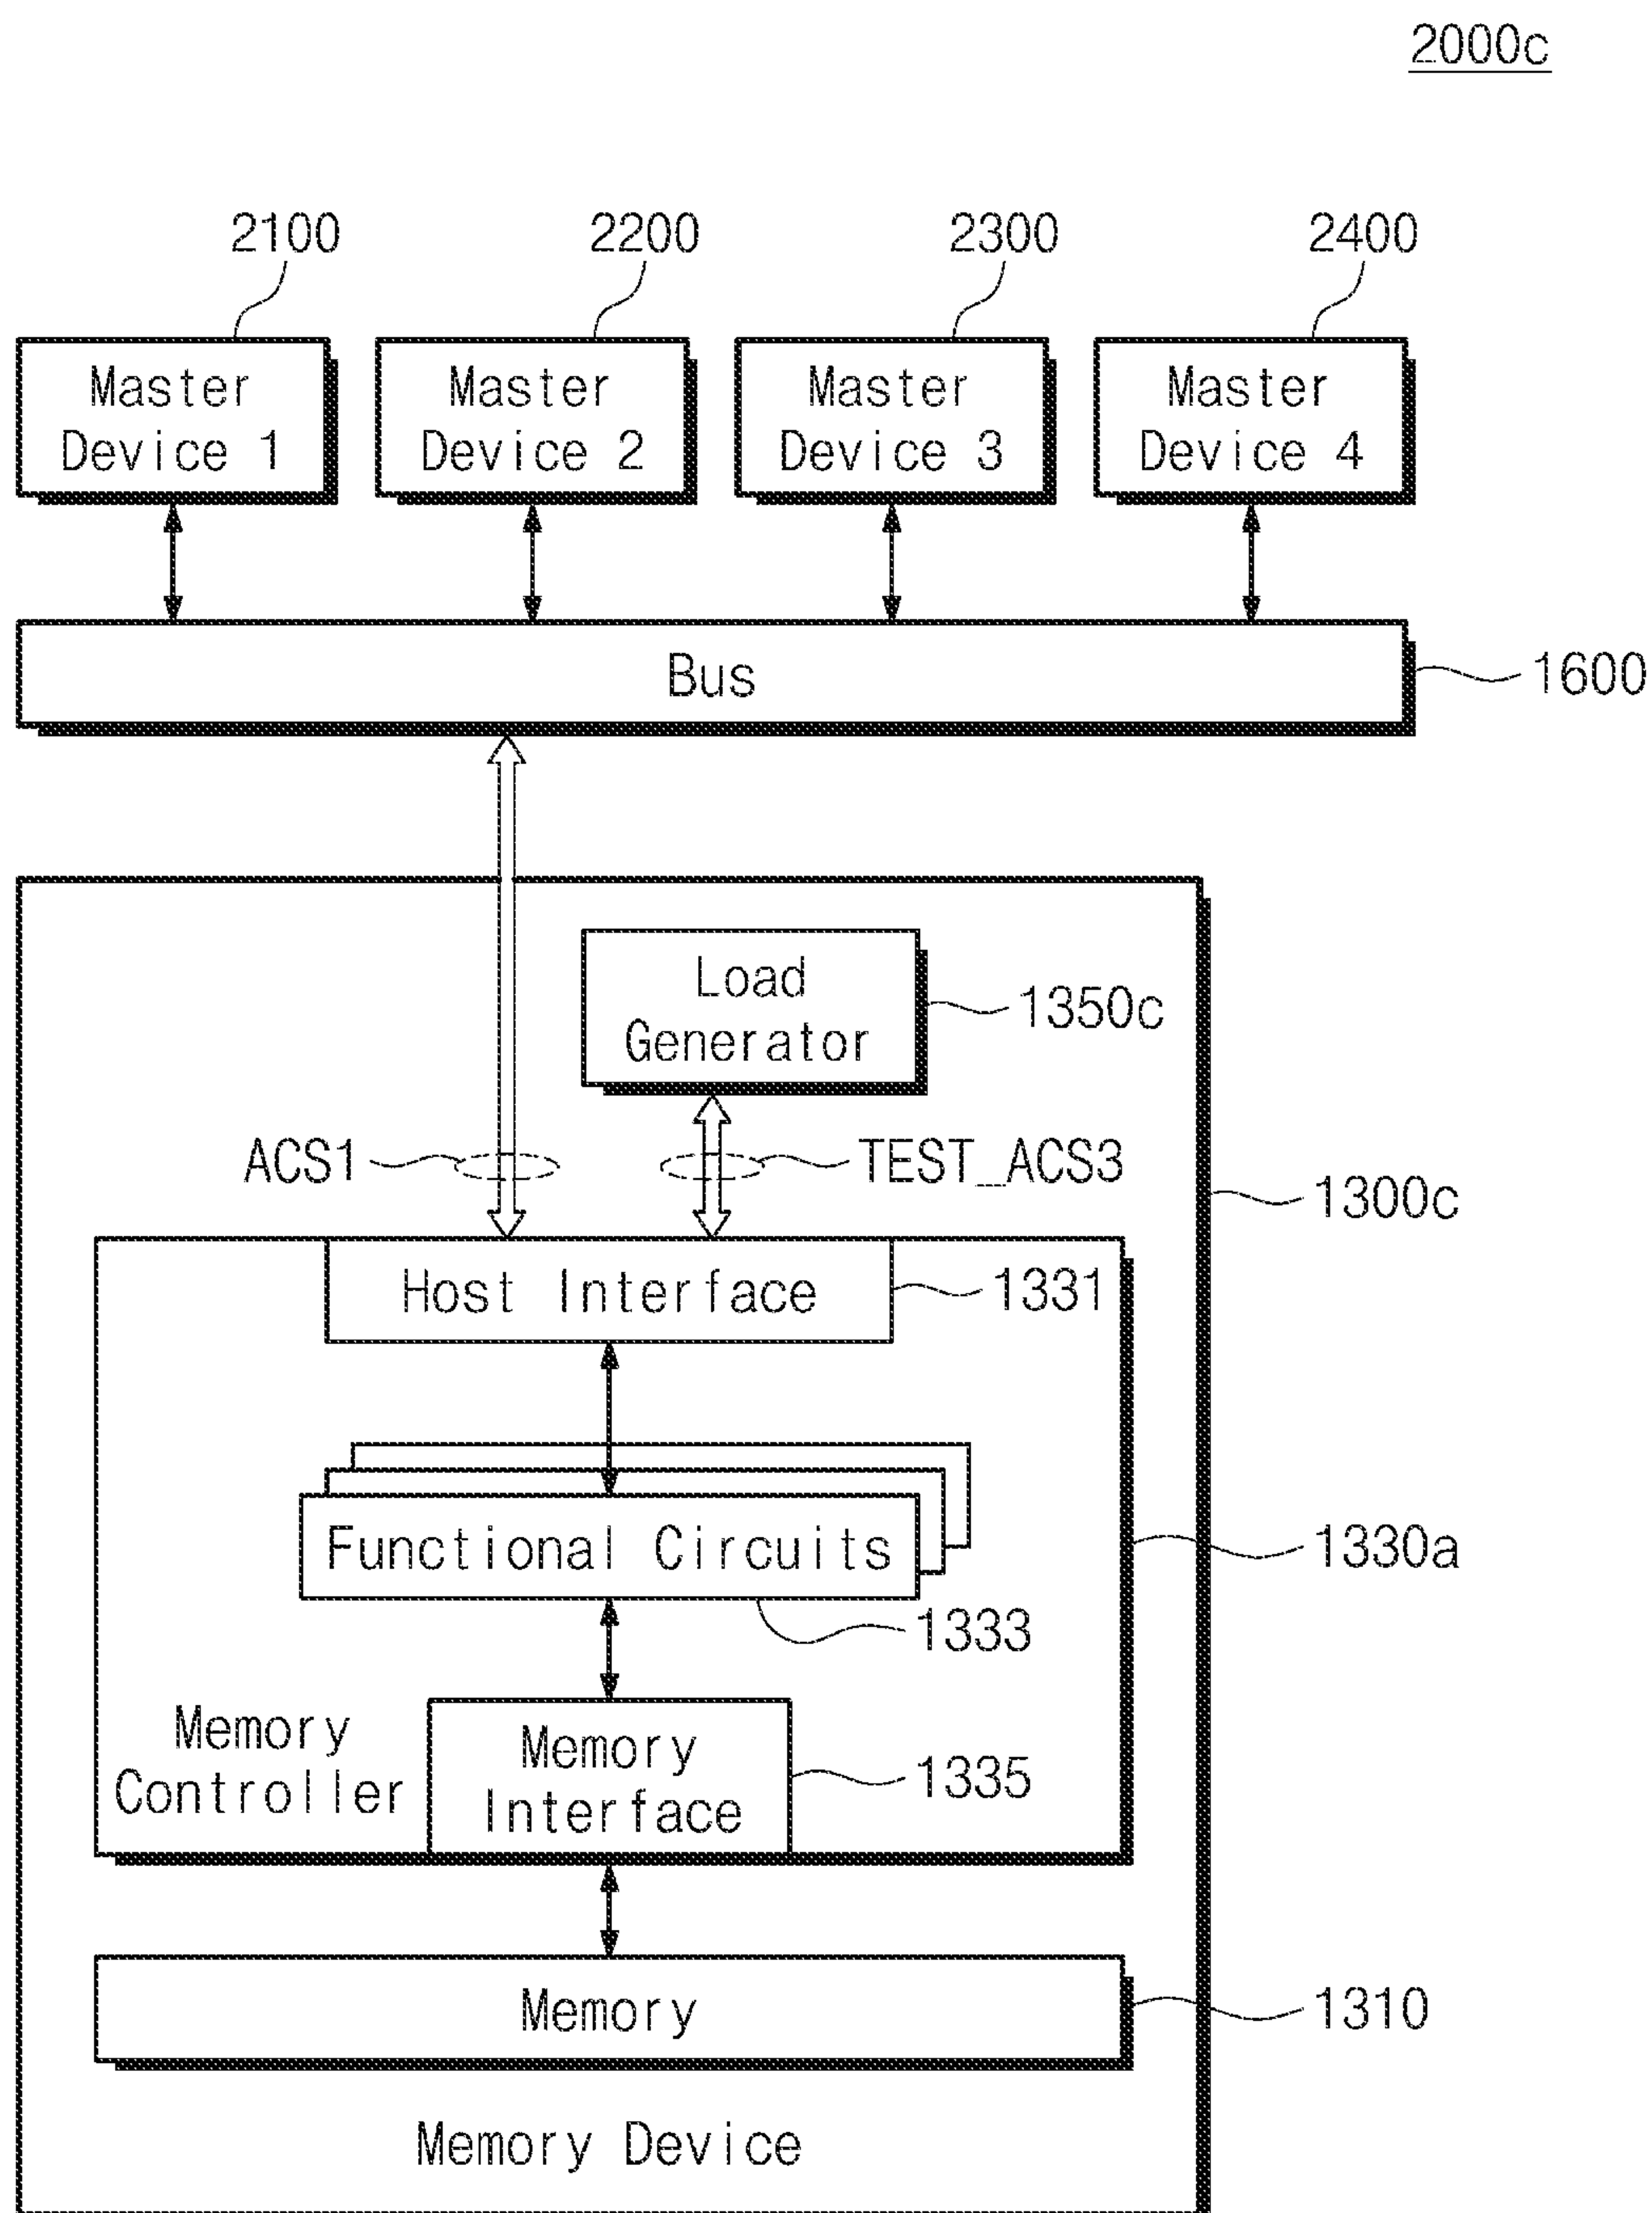 2000c
2100
2200
2300
2400
Master
Device 1
Master
Device 2
Master
Device 3
Master
Device 4
Bus
1600
Load
Generator
1350c
ACS1
TEST_ACS3
1300c
Host Interface
1331
Functional Circuits
1330a
1333
Memory
Controller
Memory
Interface
1335
Memory
1310
Memory Device